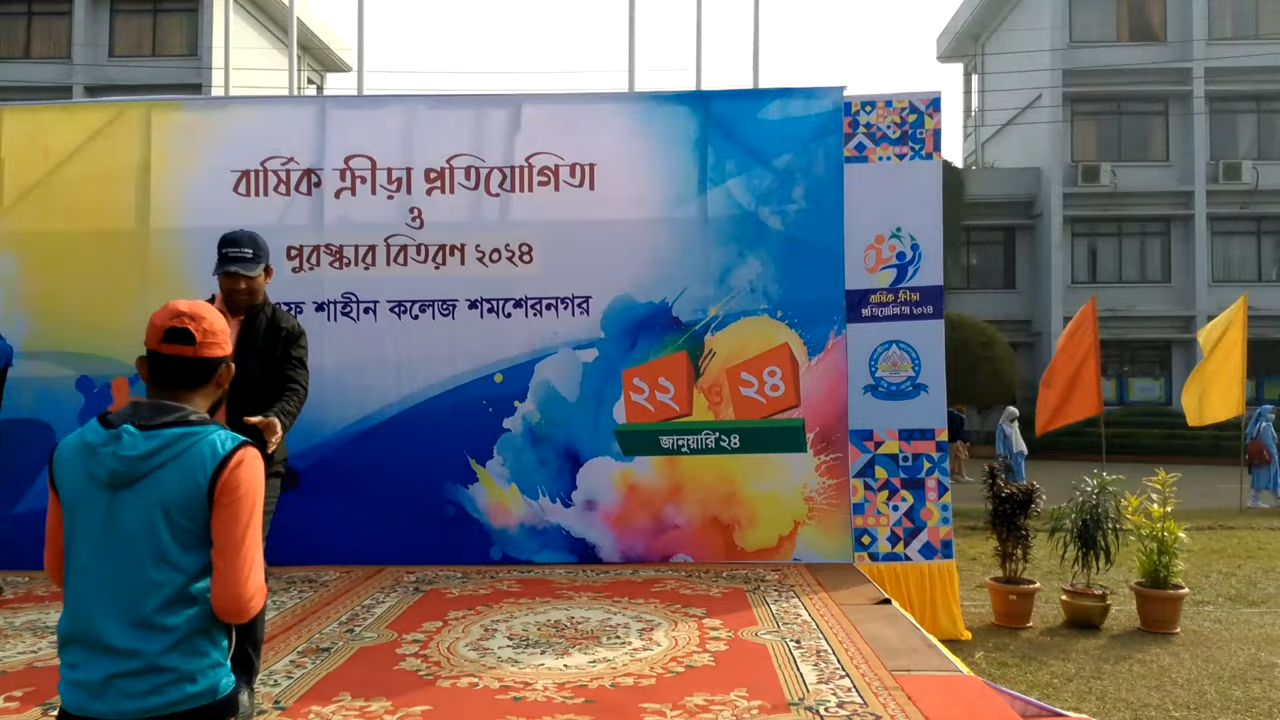 বার্ষিক ক্রীড়া প্রতিযোগিতা
ও
পুরস্কার বিতরণ ২০২৪
শাহীন কলেজ শমশেরনগর
২২ ও ২৪
জানুয়ারি'২৪
বার্ষিক ক্রীড়া
প্রতিযোগিতা ২০২৪